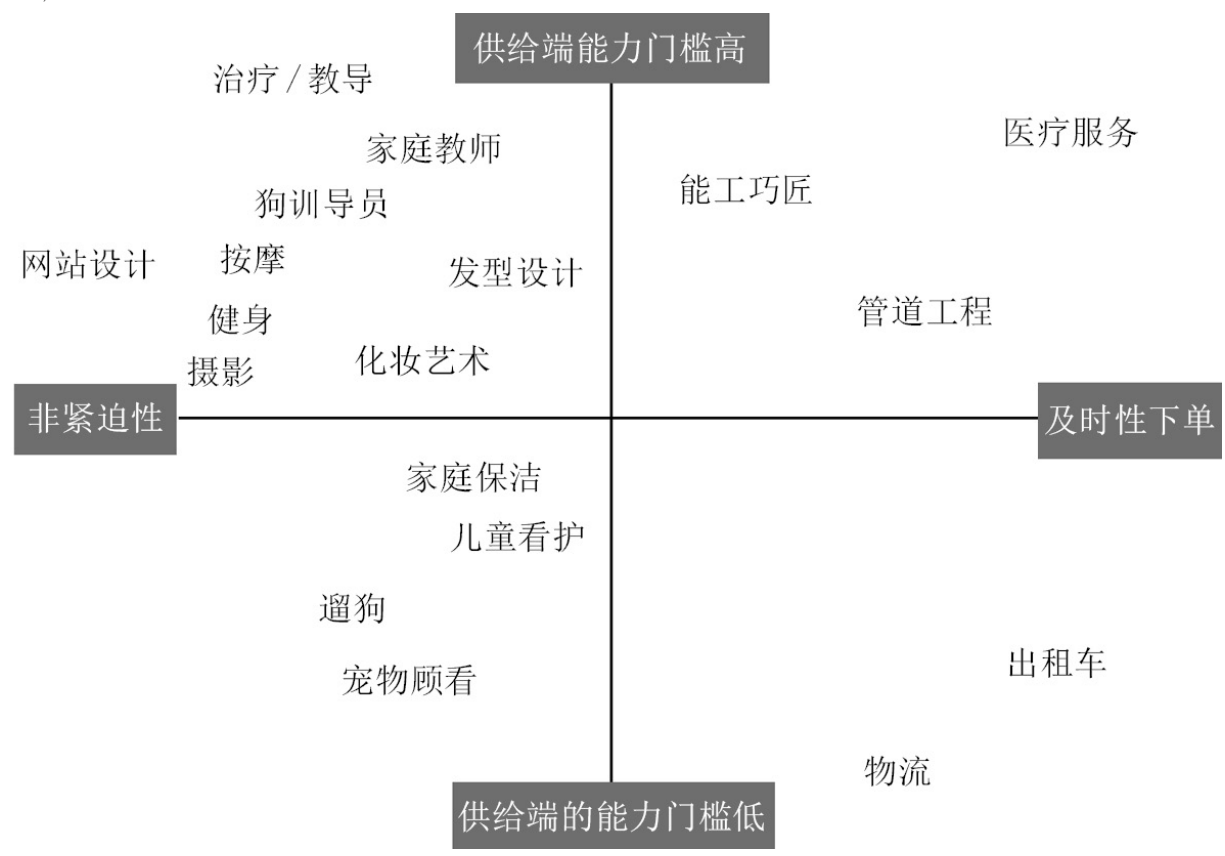 供给端能力门槛高
治疗/教导
医疗服务
家庭教师
能工巧匠
狗训导员
网站设计
按摩
发型设计
健身
管道工程
摄影
化妆艺术
非紧迫性
及时性下单
家庭保洁
儿童看护
遛狗
宠物顾看
出租车
物流
供给端的能力门槛低